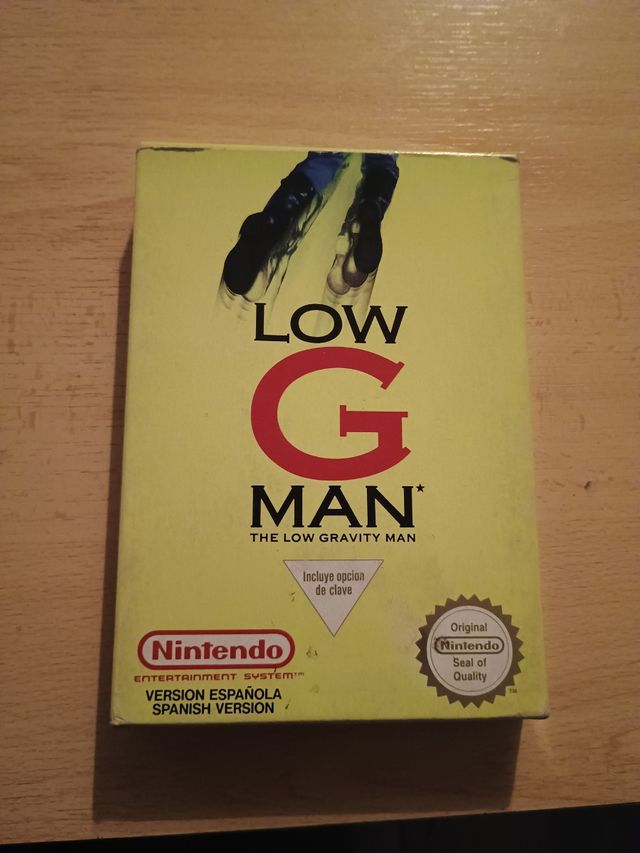 LOW
G
MAN*
THE LOW GRAVITY MAN
Incluye opcion
de clave
Nintendo
ENTERTAINMENT SYSTEM™
VERSION ESPAÑOLA
SPANISH VERSION
Original
Nintendo
Seal of
Quality
TM